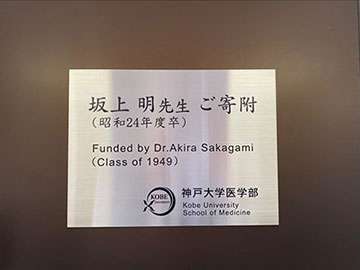 坂上 明先生 ご寄附
（昭和24年度卒）
Funded by Dr.Akira Sakagami
（Class of 1949）
KOBE
UNIVERSITY
神戸大学医学部
Kobe University
School of Medicine